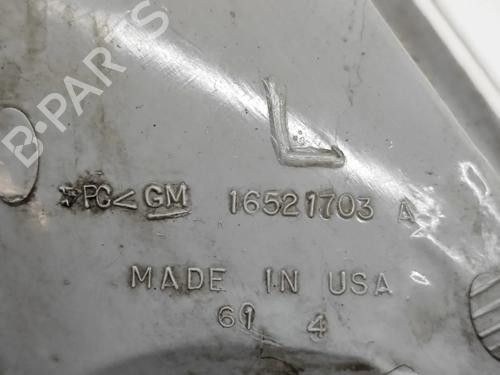 B-PARTS
L
>PC< GM 16521703 A
MADE IN USA
61 4